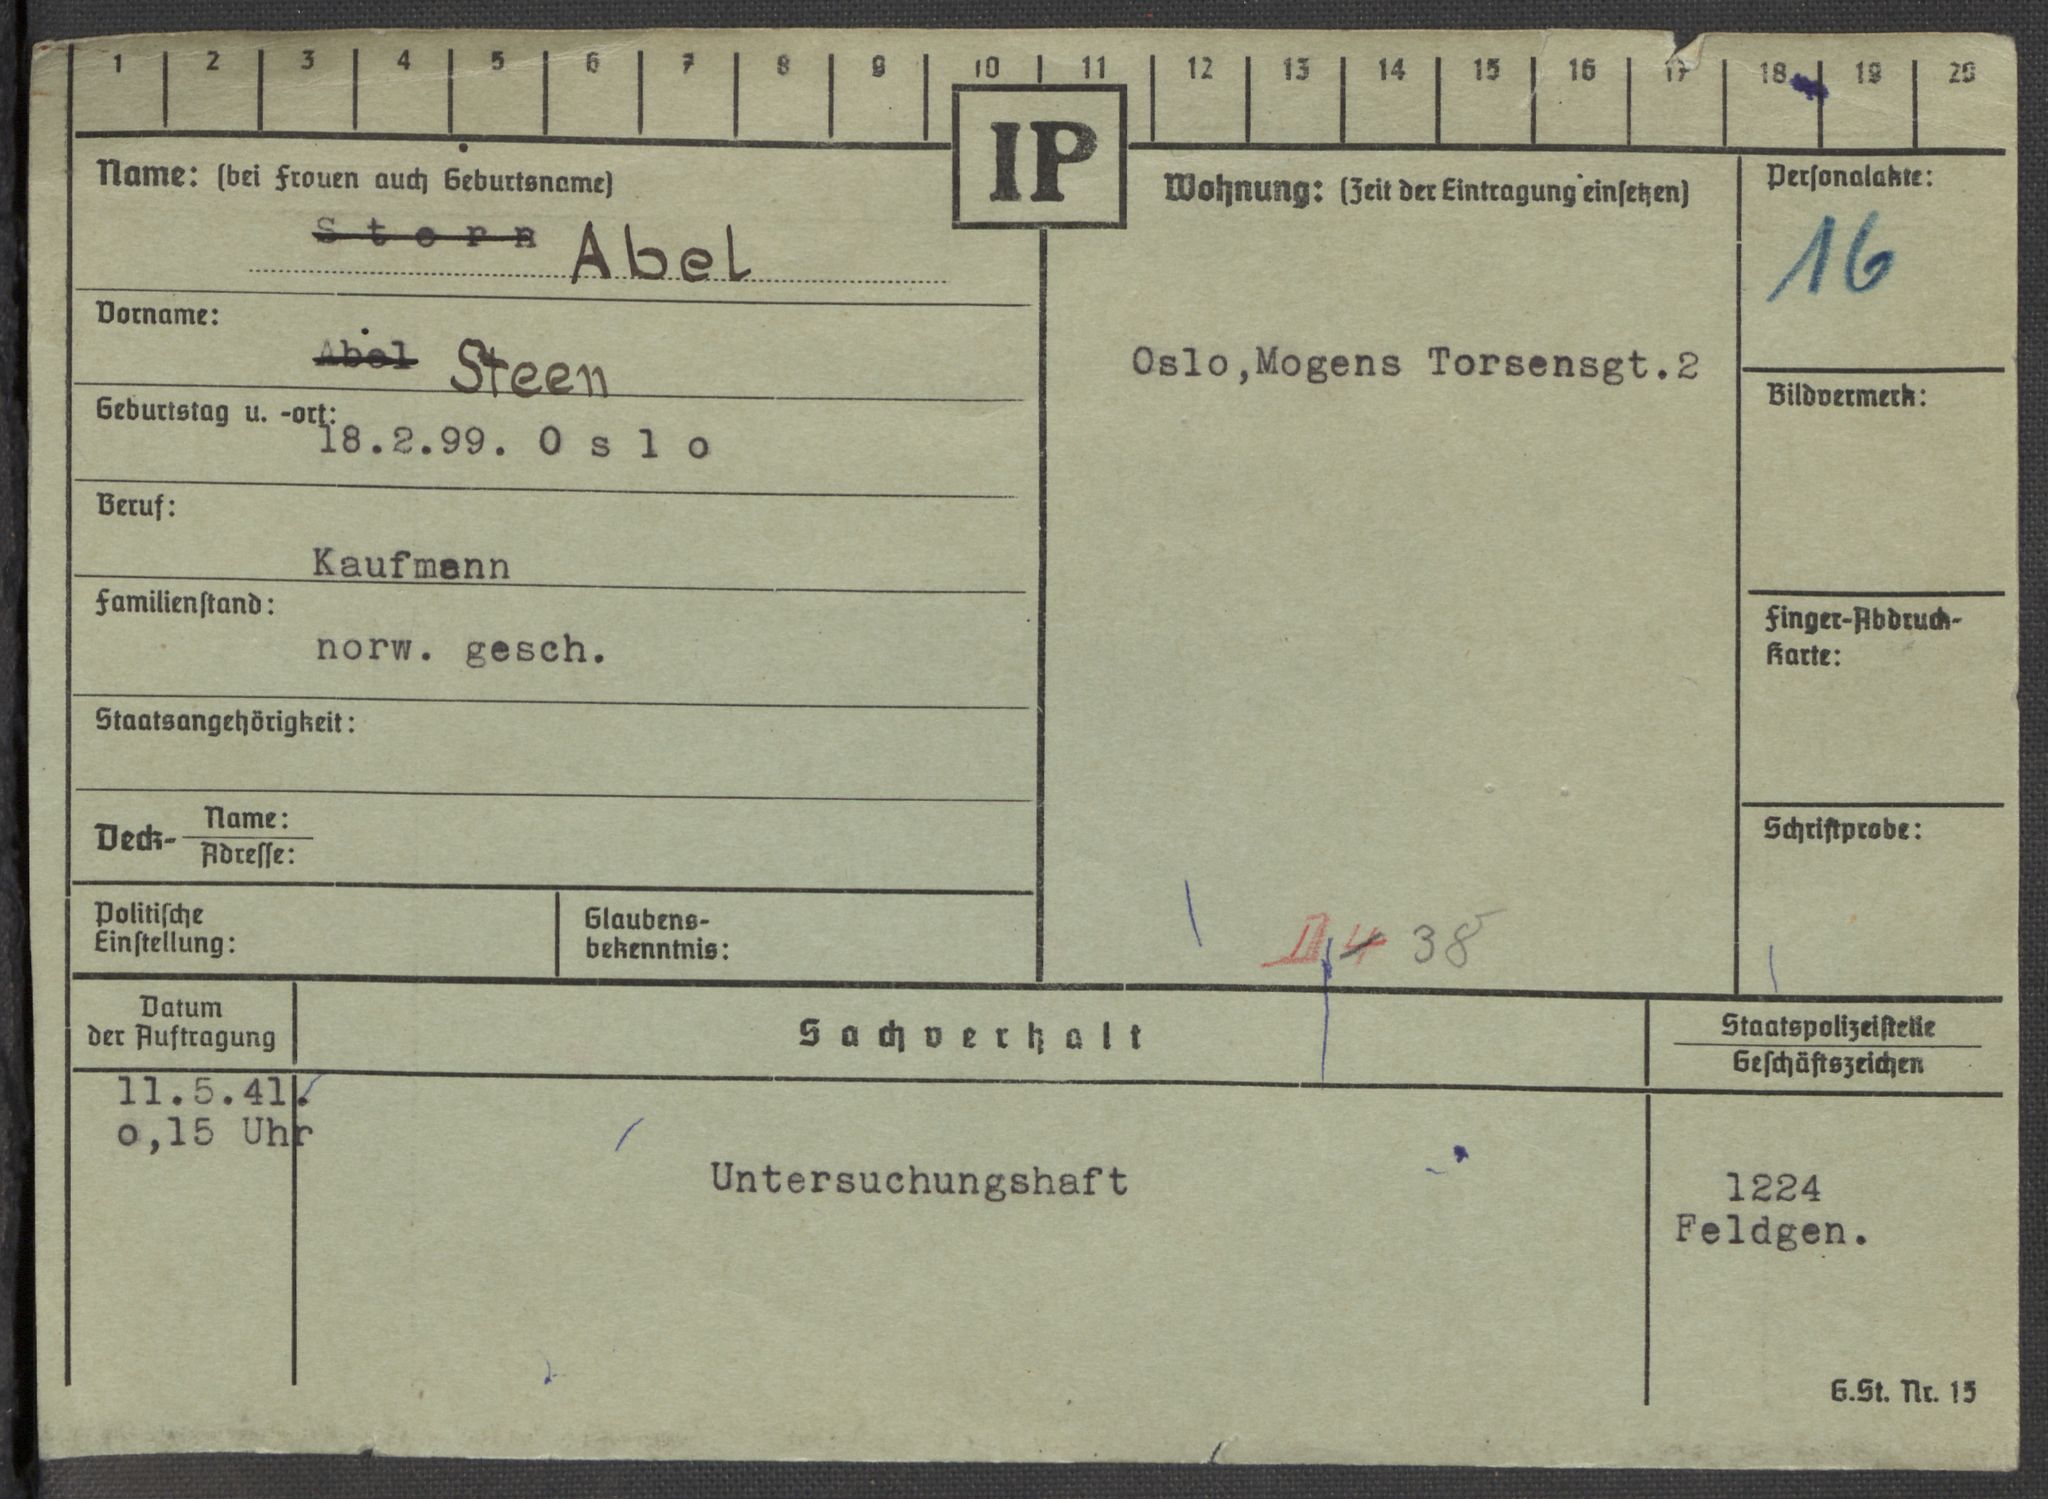 1 2 3 4 5 6 7 8 9 10 11 12 13 14 15 16 17 18 19 20
IP
Name: (bei Frauen auch Geburtsname)
S t e r n Abel
Vorname:
Abel Steen
Geburtstag u. -ort:
18.2.99. O s l o
Beruf:
Kaufmann
Familienstand:
norw. gesch.
Staatsangehörigkeit:
Deck- Name:
Adresse:
Politische
Einstellung:
Glaubens-
bekenntnis:
Wohnung: (Zeit der Eintragung einsetzen)
Oslo,Mogens Torsensgt.2
II 4 38
Personalakte:
16
Bildvermerk:
Finger-Abdruck-
Karte:
Schriftprobe:
Datum
der Auftragung
Sachverhalt
Staatspolizeistelle
Geschäftszeichen
11.5.41.
o,15 Uhr
Untersuchungshaft
1224
Feldgen.
G.St. Nr. 15